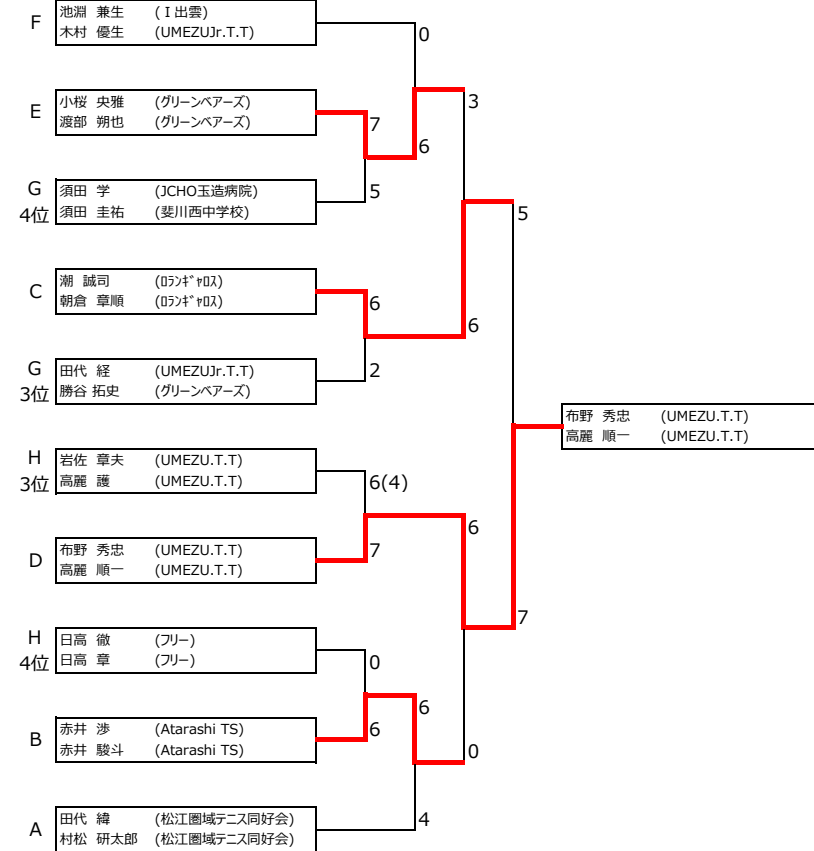 F
池淵 兼生 (Ⅰ出雲)
木村 優生 (UMEZUJr.T.T)
0
3
E
小桜 央雅 (グリーンベアーズ)
渡部 朔也 (グリーンベアーズ)
7
6
G
4位
須田 学 (JCHO玉造病院)
須田 圭祐 (斐川西中学校)
5
5
C
潮 誠司 (ﾛﾗﾝｷﾞｬﾛｽ)
朝倉 章順 (ﾛﾗﾝｷﾞｬﾛｽ)
6
6
G
3位
田代 経 (UMEZUJr.T.T)
勝谷 拓史 (グリーンベアーズ)
2
布野 秀忠 (UMEZU.T.T)
高麗 順一 (UMEZU.T.T)
H
3位
岩佐 章夫 (UMEZU.T.T)
高麗 護 (UMEZU.T.T)
6(4)
6
D
布野 秀忠 (UMEZU.T.T)
高麗 順一 (UMEZU.T.T)
7
7
H
4位
日高 徹 (フリー)
日高 章 (フリー)
0
6
B
赤井 渉 (Atarashi TS)
赤井 駿斗 (Atarashi TS)
6
0
A
田代 緯 (松江圏域テニス同好会)
村松 研太郎 (松江圏域テニス同好会)
4